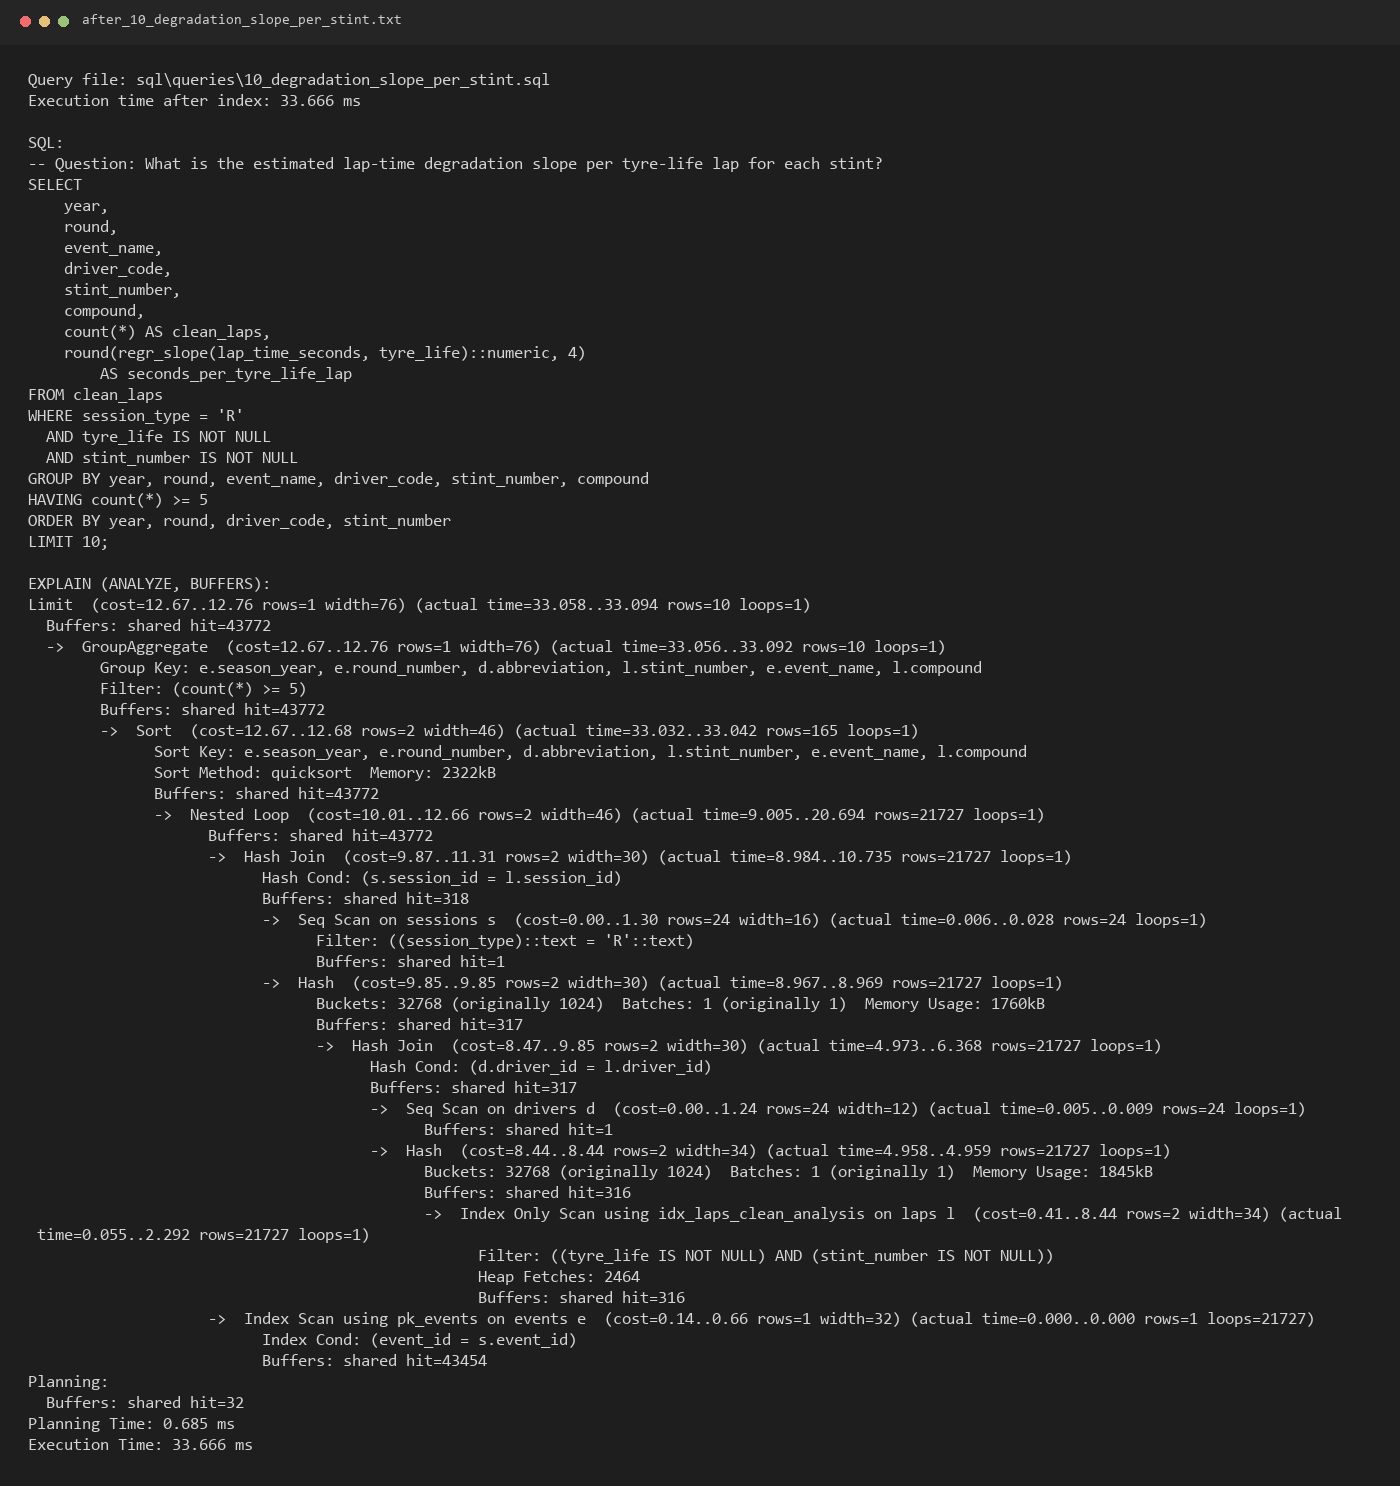 after_10_degradation_slope_per_stint.txt
Query file: sql\queries\10_degradation_slope_per_stint.sql
Execution time after index: 33.666 ms
SQL:
-- Question: What is the estimated lap-time degradation slope per tyre-life lap for each stint?
SELECT
    year,
    round,
    event_name,
    driver_code,
    stint_number,
    compound,
    count(*) AS clean_laps,
    round(regr_slope(lap_time_seconds, tyre_life)::numeric, 4)
        AS seconds_per_tyre_life_lap
FROM clean_laps
WHERE session_type = 'R'
  AND tyre_life IS NOT NULL
  AND stint_number IS NOT NULL
GROUP BY year, round, event_name, driver_code, stint_number, compound
HAVING count(*) >= 5
ORDER BY year, round, driver_code, stint_number
LIMIT 10;
EXPLAIN (ANALYZE, BUFFERS):
Limit  (cost=12.67..12.76 rows=1 width=76) (actual time=33.058..33.094 rows=10 loops=1)
  Buffers: shared hit=43772
  ->  GroupAggregate  (cost=12.67..12.76 rows=1 width=76) (actual time=33.056..33.092 rows=10 loops=1)
        Group Key: e.season_year, e.round_number, d.abbreviation, l.stint_number, e.event_name, l.compound
        Filter: (count(*) >= 5)
        Buffers: shared hit=43772
        ->  Sort  (cost=12.67..12.68 rows=2 width=46) (actual time=33.032..33.042 rows=165 loops=1)
              Sort Key: e.season_year, e.round_number, d.abbreviation, l.stint_number, e.event_name, l.compound
              Sort Method: quicksort  Memory: 2322kB
              Buffers: shared hit=43772
              ->  Nested Loop  (cost=10.01..12.66 rows=2 width=46) (actual time=9.005..20.694 rows=21727 loops=1)
                    Buffers: shared hit=43772
                    ->  Hash Join  (cost=9.87..11.31 rows=2 width=30) (actual time=8.984..10.735 rows=21727 loops=1)
                          Hash Cond: (s.session_id = l.session_id)
                          Buffers: shared hit=318
                          ->  Seq Scan on sessions s  (cost=0.00..1.30 rows=24 width=16) (actual time=0.006..0.028 rows=24 loops=1)
                                Filter: ((session_type)::text = 'R'::text)
                                Buffers: shared hit=1
                          ->  Hash  (cost=9.85..9.85 rows=2 width=30) (actual time=8.967..8.969 rows=21727 loops=1)
                                Buckets: 32768 (originally 1024)  Batches: 1 (originally 1)  Memory Usage: 1760kB
                                Buffers: shared hit=317
                                ->  Hash Join  (cost=8.47..9.85 rows=2 width=30) (actual time=4.973..6.368 rows=21727 loops=1)
                                      Hash Cond: (d.driver_id = l.driver_id)
                                      Buffers: shared hit=317
                                      ->  Seq Scan on drivers d  (cost=0.00..1.24 rows=24 width=12) (actual time=0.005..0.009 rows=24 loops=1)
                                            Buffers: shared hit=1
                                      ->  Hash  (cost=8.44..8.44 rows=2 width=34) (actual time=4.958..4.959 rows=21727 loops=1)
                                            Buckets: 32768 (originally 1024)  Batches: 1 (originally 1)  Memory Usage: 1845kB
                                            Buffers: shared hit=316
                                            ->  Index Only Scan using idx_laps_clean_analysis on laps l  (cost=0.41..8.44 rows=2 width=34) (actual
 time=0.055..2.292 rows=21727 loops=1)
                                                  Filter: ((tyre_life IS NOT NULL) AND (stint_number IS NOT NULL))
                                                  Heap Fetches: 2464
                                                  Buffers: shared hit=316
                    ->  Index Scan using pk_events on events e  (cost=0.14..0.66 rows=1 width=32) (actual time=0.000..0.000 rows=1 loops=21727)
                          Index Cond: (event_id = s.event_id)
                          Buffers: shared hit=43454
Planning:
  Buffers: shared hit=32
Planning Time: 0.685 ms
Execution Time: 33.666 ms